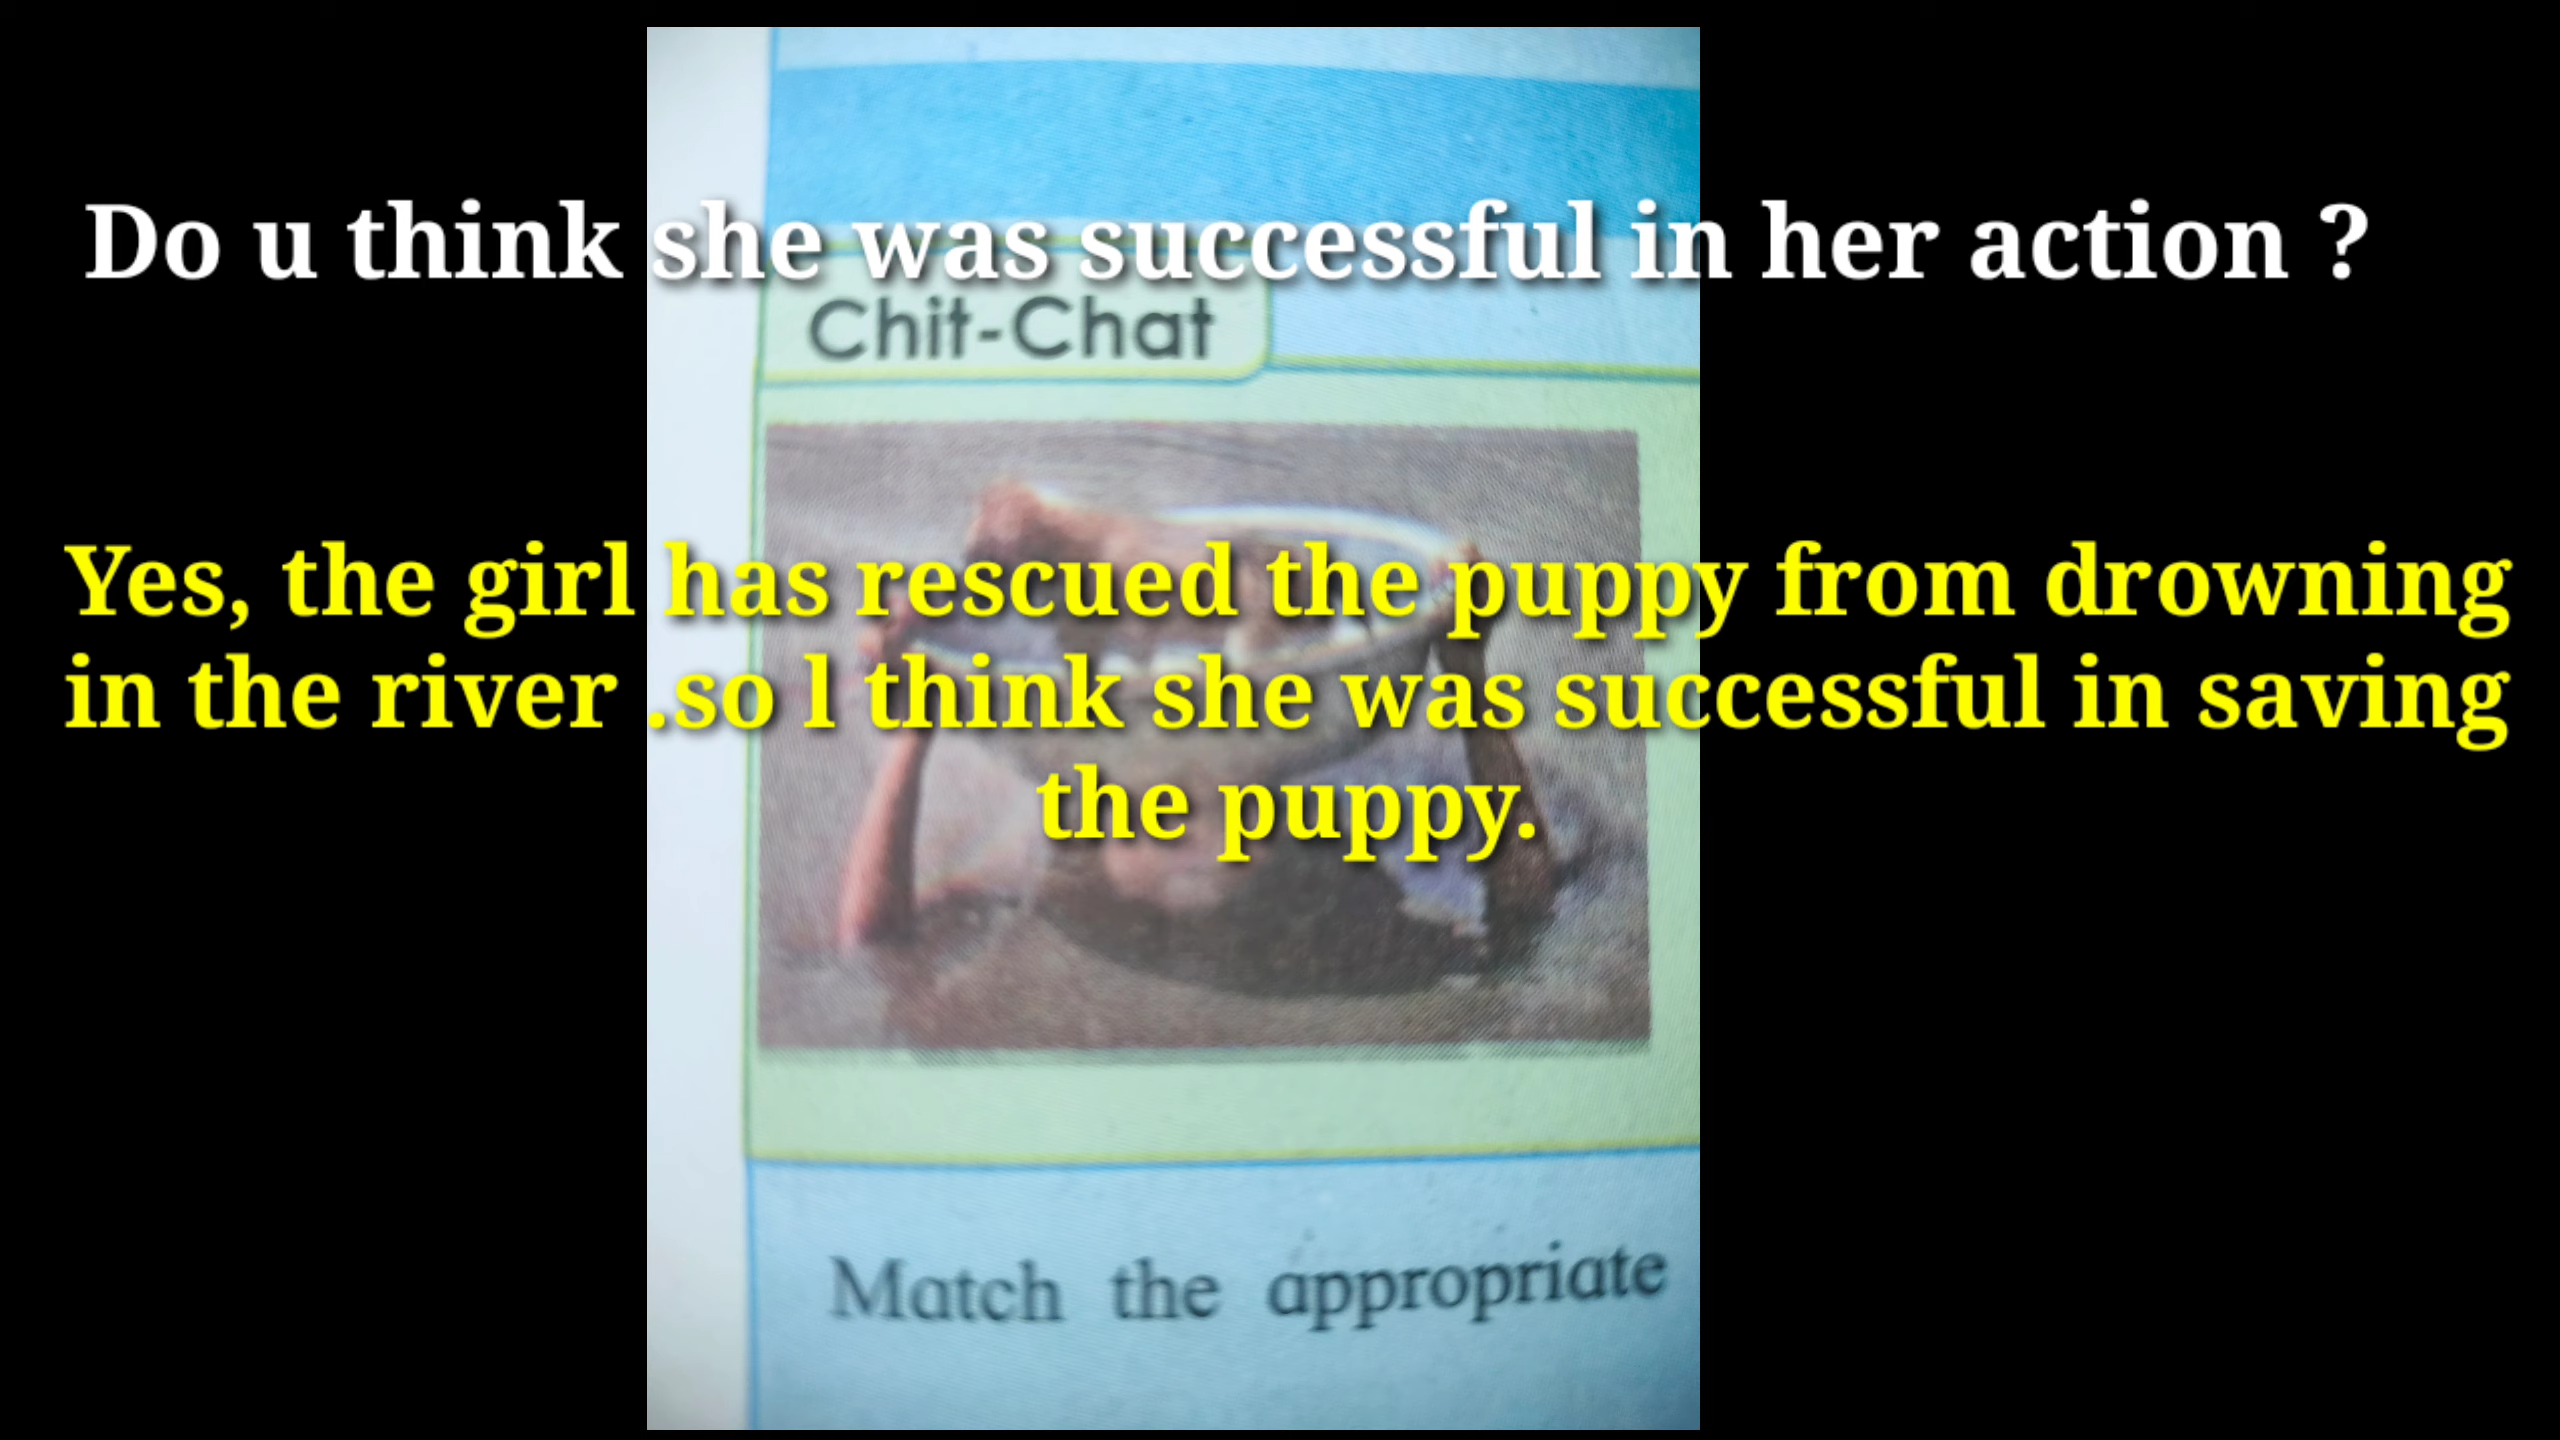 Do u think she was successful in her action ?
Chit-Chat
Yes, the girl has rescued the puppy from drowning
in the river .so l think she was successful in saving
the puppy.
Match the appropriate